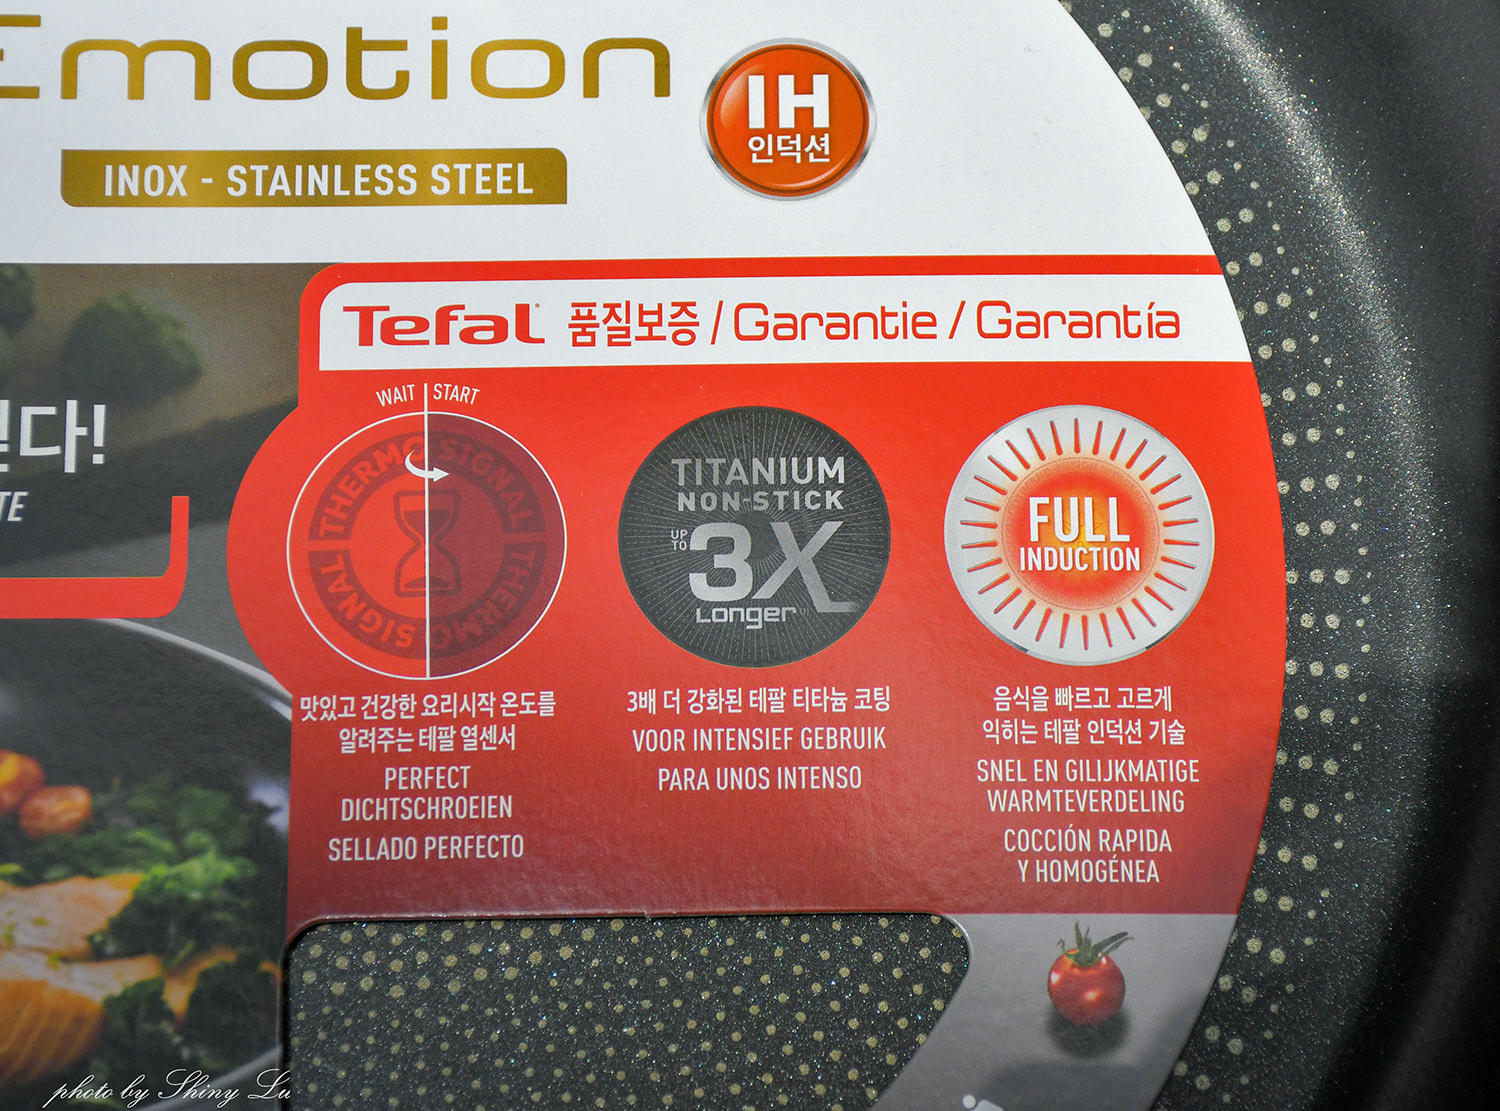 Emotion
INOX - STAINLESS STEEL
IH
인덕션
Tefal 품질보증 / Garantie / Garantía
WAIT START
THERMO SIGNAL
THERMO SIGNAL
TITANIUM
NON-STICK
UP TO 3X
Longer
FULL
INDUCTION
맛있고 건강한 요리시작 온도를
알려주는 테팔 열센서
PERFECT
DICHTSCHROEIEN
SELLADO PERFECTO
3배 더 강화된 테팔 티타늄 코팅
VOOR INTENSIEF GEBRUIK
PARA UNOS INTENSO
음식을 빠르고 고르게
익히는 테팔 인덕션 기술
SNEL EN GILIJKMATIGE
WARMTEVERDELING
COCCIÓN RAPIDA
Y HOMOGÉNEA
photo by Shiny Lu